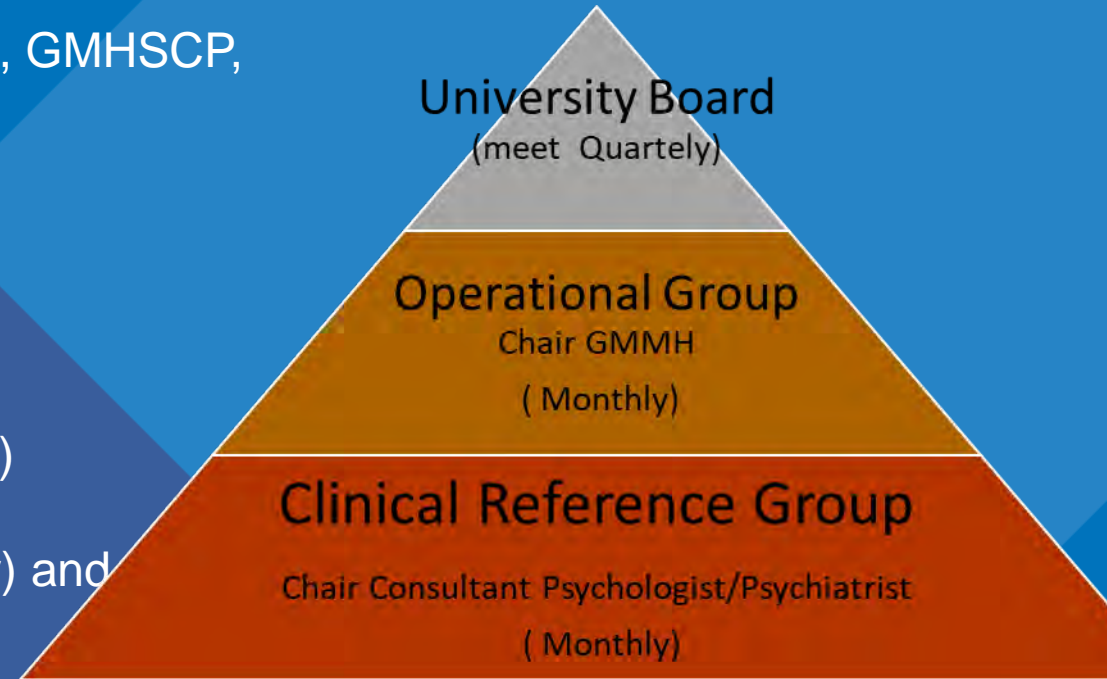 , GMHSCP,
University Board
(meet Quartely)
Operational Group
Chair GMMH
( Monthly)
)
Clinical Reference Group
) and
Chair Consultant Psychologist/Psychiatrist
( Monthly)